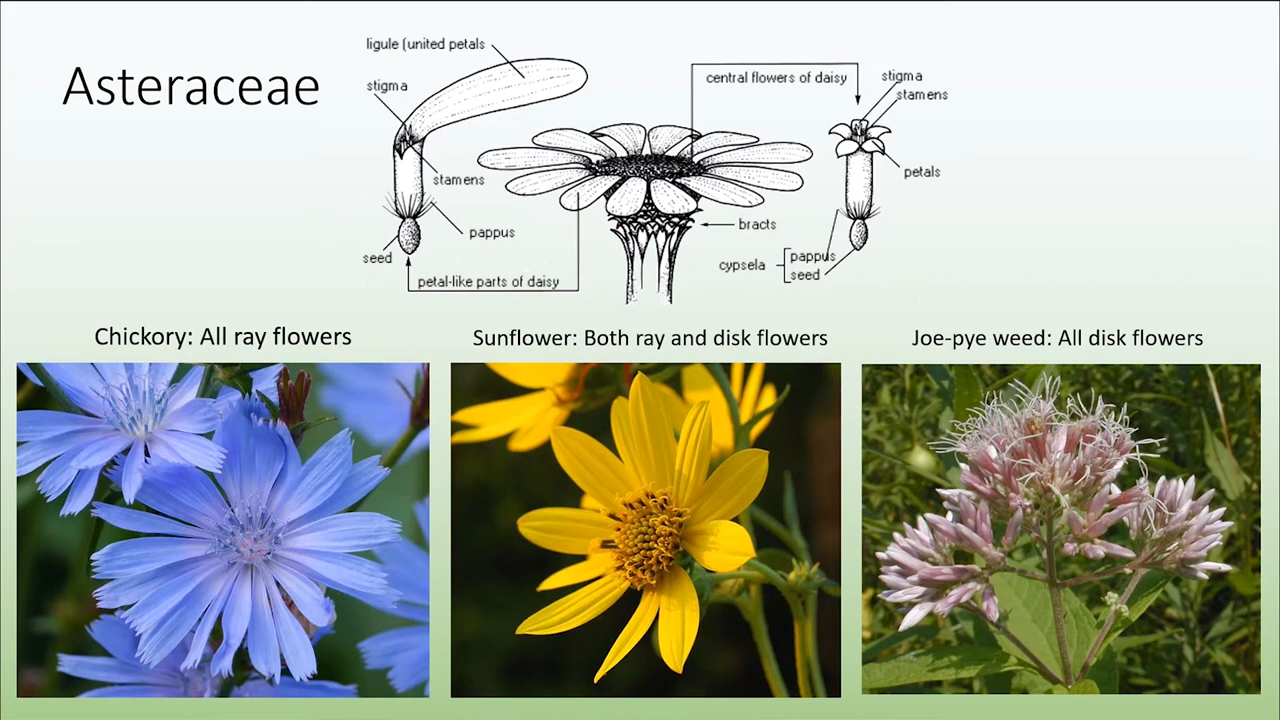 Asteraceae
ligule (united petals
stigma
stamens
pappus
seed
petal-like parts of daisy
central flowers of daisy
bracts
stigma
stamens
petals
cypsela
pappus
seed
Chickory: All ray flowers
Sunflower: Both ray and disk flowers
Joe-pye weed: All disk flowers